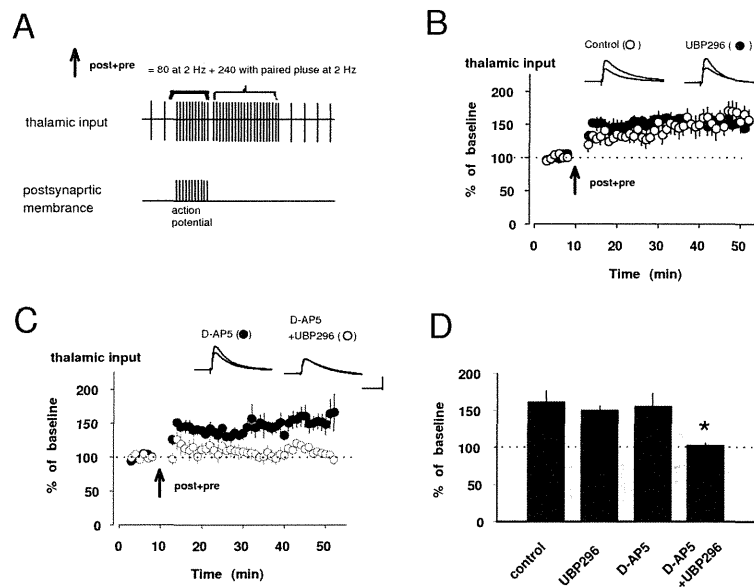 A
post+pre
= 80 at 2 Hz + 240 with paired pluse at 2 Hz
thalamic input
postsynaprtic
membrance
action
potential
B
Control (○)
UBP296 (●)
thalamic input
% of baseline
200
150
100
50
0
post+pre
0 10 20 30 40 50
Time (min)
C
D-AP5 (●)
D-AP5
+UBP296 (○)
thalamic input
% of baseline
200
150
100
50
0
post+pre
0 10 20 30 40 50
Time (min)
D
% of baseline
200
150
100
50
0
*
control
UBP296
D-AP5
D-AP5
+UBP296